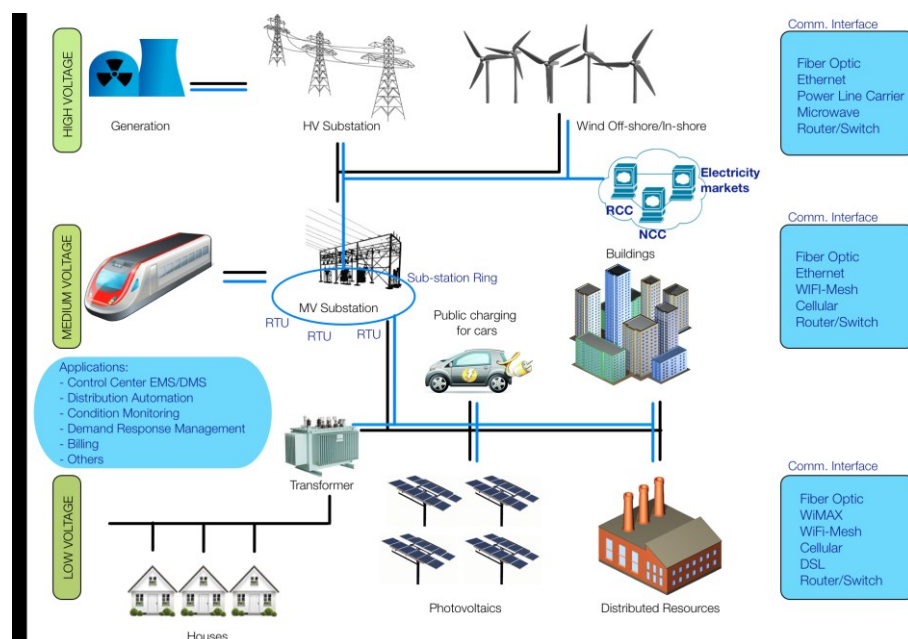 HIGH VOLTAGE
Generation
HV Substation
Wind Off-shore/In-shore
Comm. Interface
Fiber Optic
Ethernet
Power Line Carrier
Microwave
Router/Switch
Electricity
markets
RCC
NCC
MEDIUM VOLTAGE
Sub-station Ring
MV Substation
RTU
RTU
RTU
Public charging
for cars
Buildings
Comm. Interface
Fiber Optic
Ethernet
WIFI-Mesh
Cellular
Router/Switch
Applications:
- Control Center EMS/DMS
- Distribution Automation
- Condition Monitoring
- Demand Response Management
- Billing
- Others
Transformer
LOW VOLTAGE
Houses
Photovoltaics
Distributed Resources
Comm. Interface
Fiber Optic
WiMAX
WiFi-Mesh
Cellular
DSL
Router/Switch